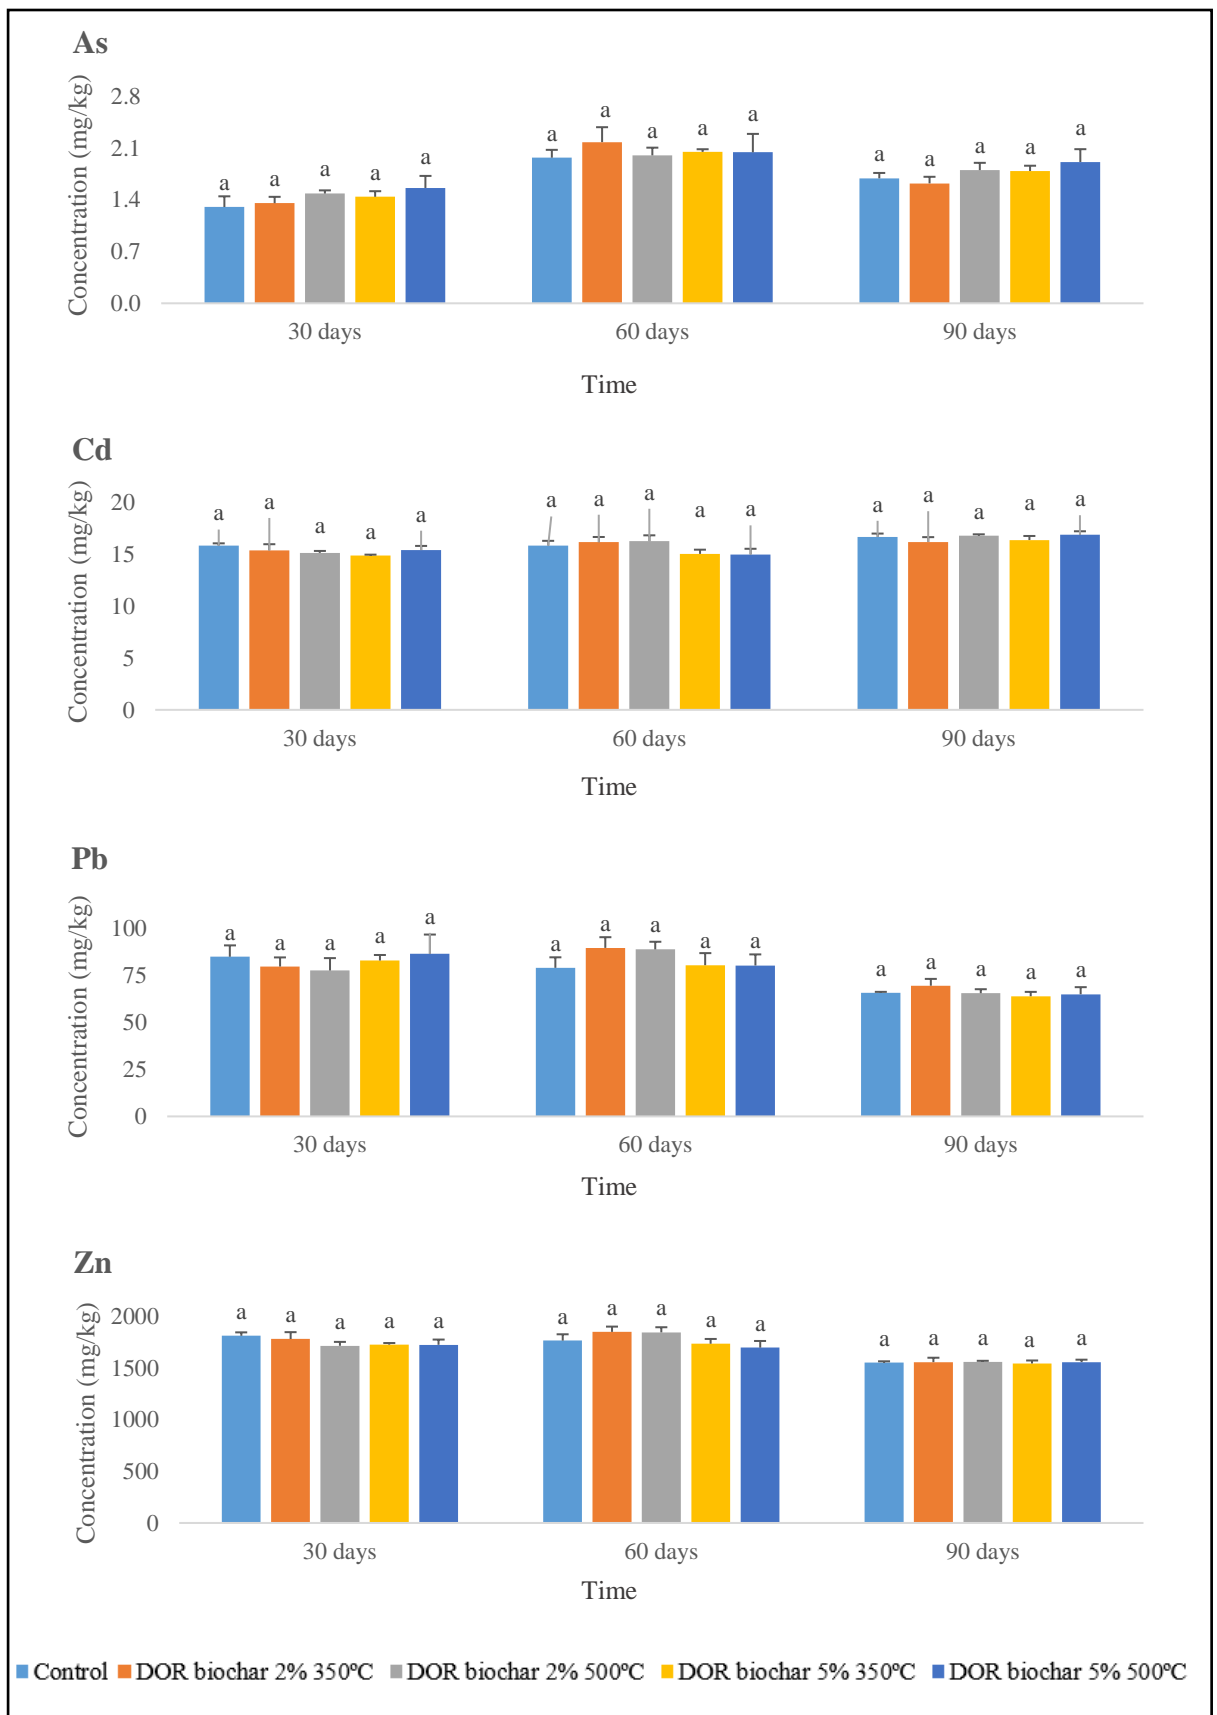 As
Concentration (mg/kg)
2.8
2.1
1.4
0.7
0.0
a a a a a a a a a a a a a a a
30 days 60 days 90 days
Time
Cd
Concentration (mg/kg)
20
15
10
5
0
a a a a a a a a a a a a a a a
30 days 60 days 90 days
Time
Pb
Concentration (mg/kg)
100
75
50
25
0
a a a a a a a a a a a a a a a
30 days 60 days 90 days
Time
Zn
Concentration (mg/kg)
2000
1500
1000
500
0
a a a a a a a a a a a a a a a
30 days 60 days 90 days
Time
Control DOR biochar 2% 350ºC DOR biochar 2% 500ºC DOR biochar 5% 350ºC DOR biochar 5% 500ºC